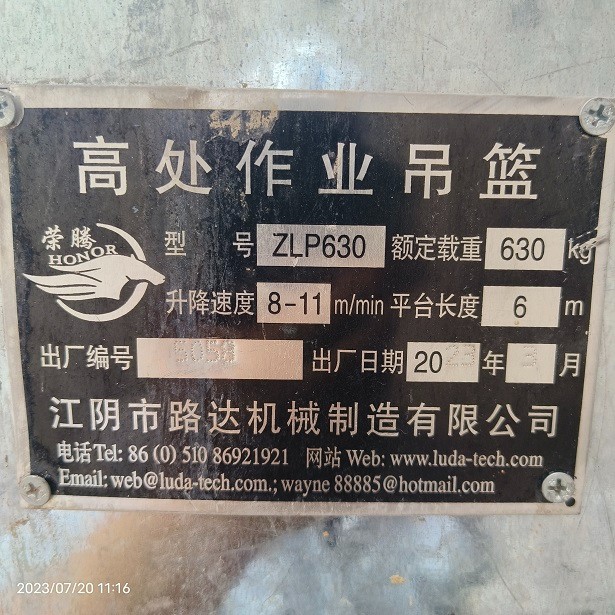 高处作业吊篮
荣腾
HONOR
型 号 ZLP630 额定载重 630 kg
升降速度 8-11 m/min 平台长度 6 m
出厂编号 5059 出厂日期 2023 年 3 月
江阴市路达机械制造有限公司
电话Tel: 86 (0) 510 86921921 网站 Web: www.luda-tech.com
Email: web@luda-tech.com.; wayne 88885@hotmail.com
2023/07/20 11:16